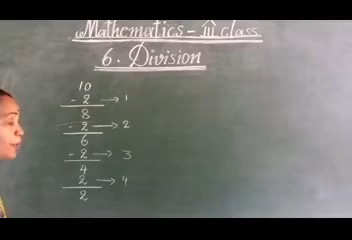 Mathematics - III class
6. Division
10
- 2 → 1
8
- 2 → 2
6
- 2 → 3
4
2 → 4
2